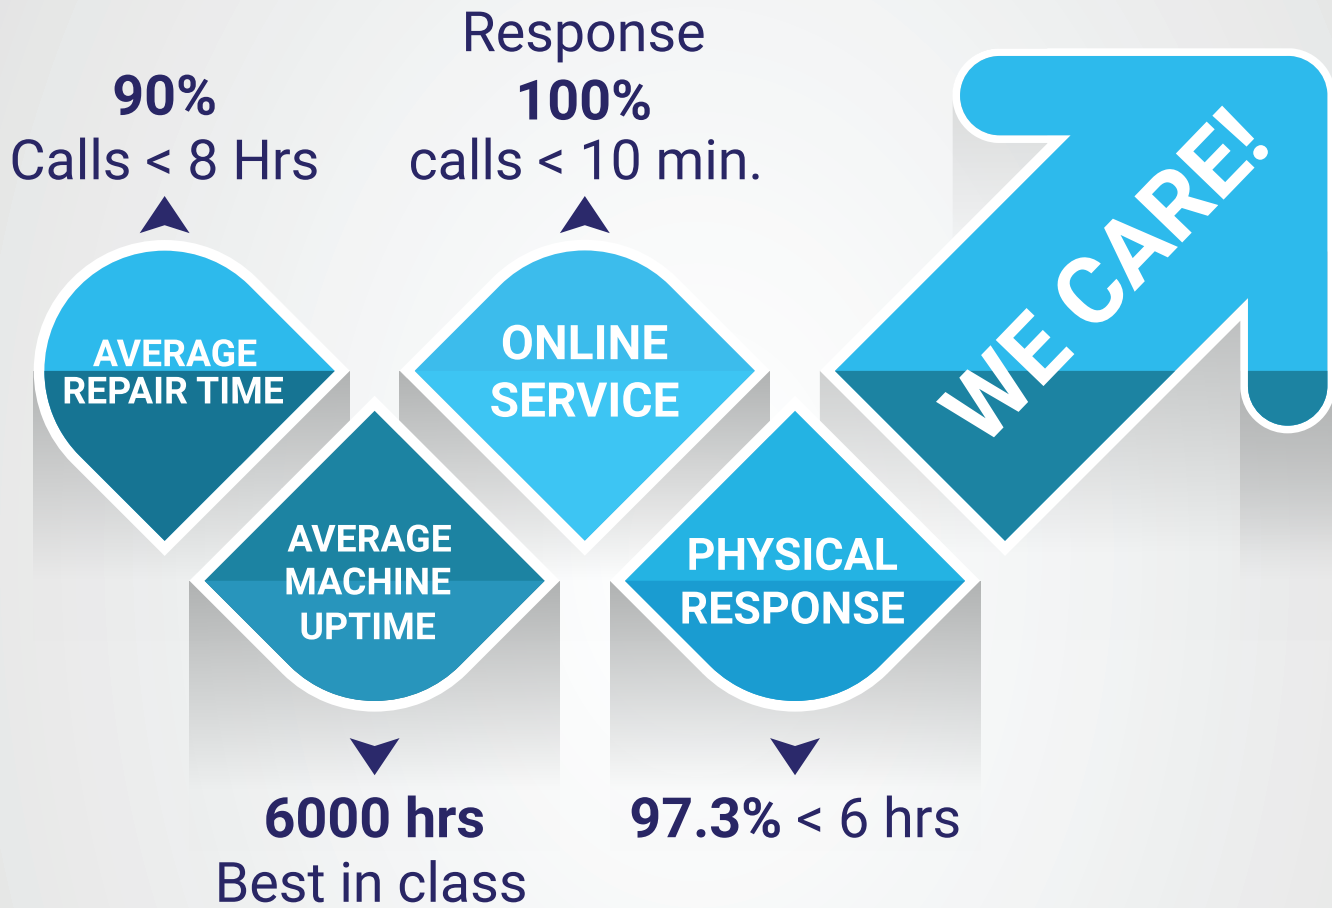 90%
Calls < 8 Hrs
AVERAGE
REPAIR TIME
AVERAGE
MACHINE
UPTIME
6000 hrs
Best in class
Response
100%
calls < 10 min.
ONLINE
SERVICE
PHYSICAL
RESPONSE
97.3% < 6 hrs
WE CARE!